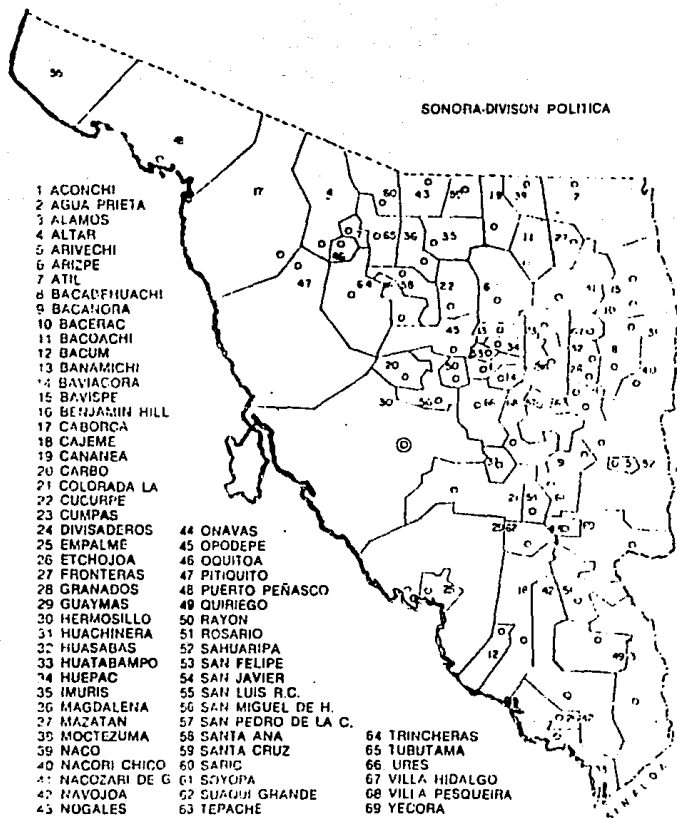 SONORA-DIVISON POLITICA
1 ACONCHI
2 AGUA PRIETA
3 ALAMOS
4 ALTAR
5 ARIVECHI
6 ARIZPE
7 ATIL
8 BACADEHUACHI
9 BACANORA
10 BACERAC
11 BACOACHI
12 BACUM
13 BANAMICHI
14 BAVIACORA
15 BAVISPE
16 BENJAMIN HILL
17 CABORCA
18 CAJEME
19 CANANEA
20 CARBO
21 COLORADA LA
22 CUCURPE
23 CUMPAS
24 DIVISADEROS
25 EMPALME
26 ETCHOJOA
27 FRONTERAS
28 GRANADOS
29 GUAYMAS
30 HERMOSILLO
31 HUACHINERA
32 HUASABAS
33 HUATABAMPO
34 HUEPAC
35 IMURIS
36 MAGDALENA
37 MAZATAN
38 MOCTEZUMA
39 NACO
40 NACORI CHICO
41 NACOZARI DE G
42 NAVOJOA
43 NOGALES
44 ONAVAS
45 OPODEPE
46 OQUITOA
47 PITIQUITO
48 PUERTO PEÑASCO
49 QUIRIEGO
50 RAYON
51 ROSARIO
52 SAHUARIPA
53 SAN FELIPE
54 SAN JAVIER
55 SAN LUIS R.C.
56 SAN MIGUEL DE H.
57 SAN PEDRO DE LA C.
58 SANTA ANA
59 SANTA CRUZ
60 SARIC
61 SOYOPA
62 SUAQUI GRANDE
63 TEPACHE
64 TRINCHERAS
65 TUBUTAMA
66 URES
67 VILLA HIDALGO
68 VILLA PESQUEIRA
69 YECORA
SINALOA